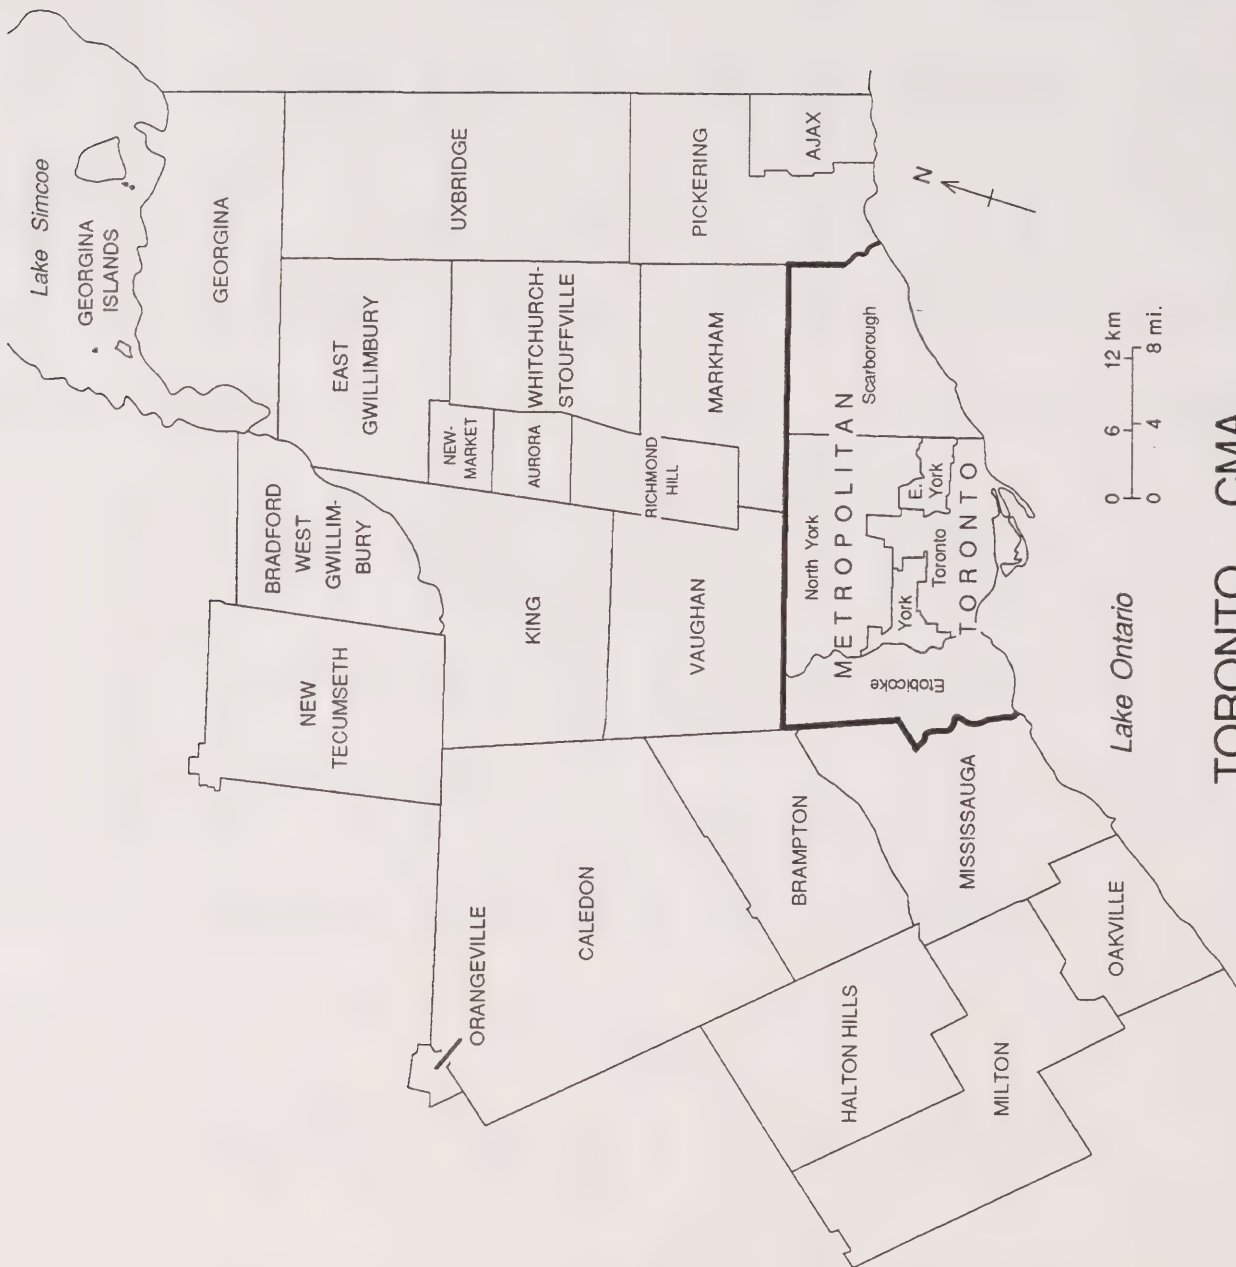 Lake Simcoe
GEORGINA
ISLANDS
GEORGINA
BRADFORD
WEST
GWILLIM-
BURY
EAST
GWILLIMBURY
UXBRIDGE
NEW
TECUMSETH
NEW-
MARKET
WHITCHURCH-
STOUFFVILLE
AURORA
ORANGEVILLE
KING
CALEDON
RICHMOND
HILL
VAUGHAN
MARKHAM
PICKERING
AJAX
N
BRAMPTON
HALTON HILLS
North York
METROPOLITAN
Scarborough
Etobicoke
York
E.
York
Toronto
TORONTO
MISSISSAUGA
MILTON
OAKVILLE
Lake Ontario
0 6 12 km
0 4 8 mi.
TORONTO CMA